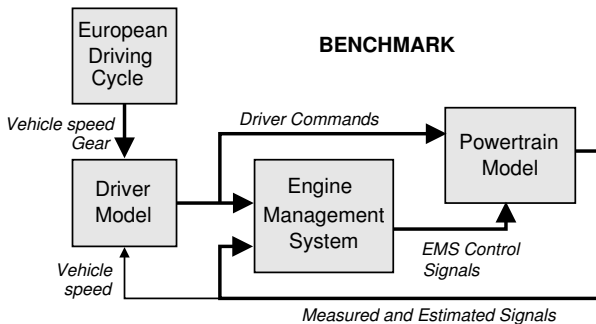 European
Driving
Cycle
BENCHMARK
Vehicle speed
Gear
Driver Commands
Powertrain
Model
Driver
Model
Engine
Management
System
EMS Control
Signals
Vehicle
speed
Measured and Estimated Signals